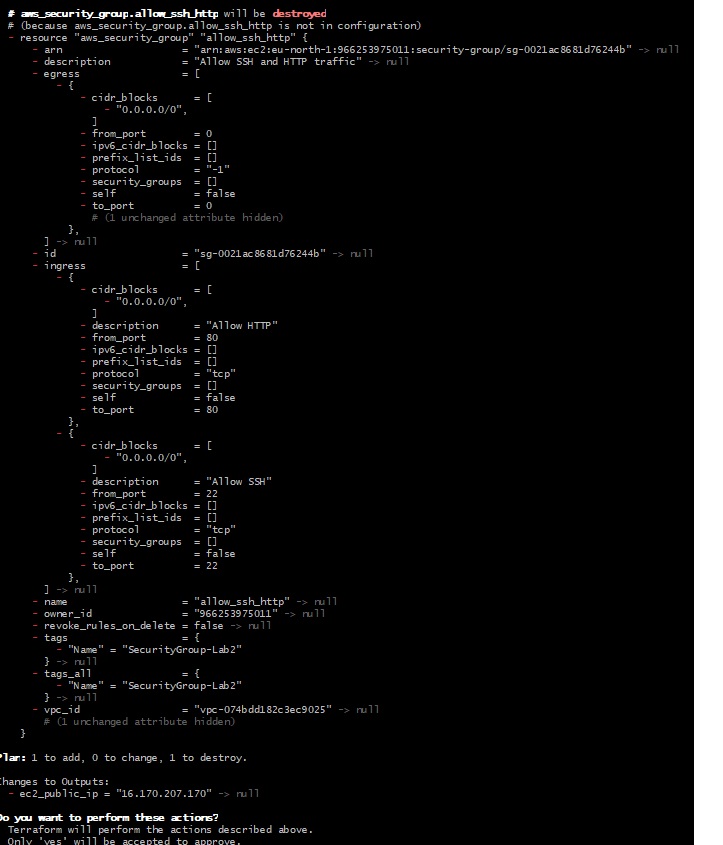 # aws_security_group.allow_ssh_http will be destroyed
# (because aws_security_group.allow_ssh_http is not in configuration)
- resource "aws_security_group" "allow_ssh_http" {
- arn = "arn:aws:ec2:eu-north-1:966253975011:security-group/sg-0021ac8681d76244b" -> null
- description = "Allow SSH and HTTP traffic" -> null
- egress = [
- {
- cidr_blocks = [
- "0.0.0.0/0",
]
- from_port = 0
- ipv6_cidr_blocks = []
- prefix_list_ids = []
- protocol = "-1"
- security_groups = []
- self = false
- to_port = 0
# (1 unchanged attribute hidden)
},
] -> null
- id = "sg-0021ac8681d76244b" -> null
- ingress = [
- {
- cidr_blocks = [
- "0.0.0.0/0",
]
- description = "Allow HTTP"
- from_port = 80
- ipv6_cidr_blocks = []
- prefix_list_ids = []
- protocol = "tcp"
- security_groups = []
- self = false
- to_port = 80
},
- {
- cidr_blocks = [
- "0.0.0.0/0",
]
- description = "Allow SSH"
- from_port = 22
- ipv6_cidr_blocks = []
- prefix_list_ids = []
- protocol = "tcp"
- security_groups = []
- self = false
- to_port = 22
},
] -> null
- name = "allow_ssh_http" -> null
- owner_id = "966253975011" -> null
- revoke_rules_on_delete = false -> null
- tags = {
- "Name" = "SecurityGroup-Lab2"
} -> null
- tags_all = {
- "Name" = "SecurityGroup-Lab2"
} -> null
- vpc_id = "vpc-074bdd182c3ec9025" -> null
# (1 unchanged attribute hidden)
}
Plan: 1 to add, 0 to change, 1 to destroy.
Changes to Outputs:
- ec2_public_ip = "16.170.207.170" -> null
Do you want to perform these actions?
Terraform will perform the actions described above.
Only 'yes' will be accepted to approve.